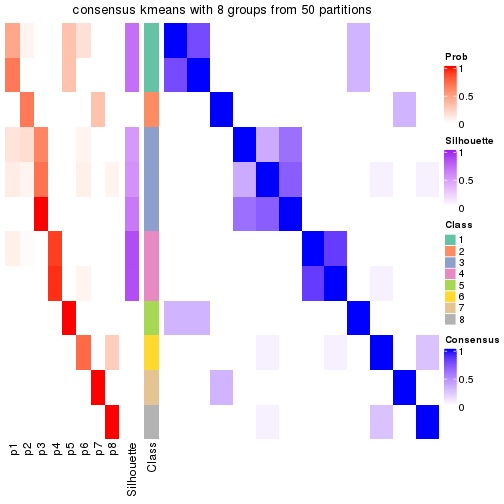 consensus kmeans with 8 groups from 50 partitions
Prob
1
0.5
0
Silhouette
1
0.5
0
Class
1
2
3
4
5
6
7
8
Consensus
1
0.5
0
p1
p2
p3
p4
p5
p6
p7
p8
Silhouette
Class